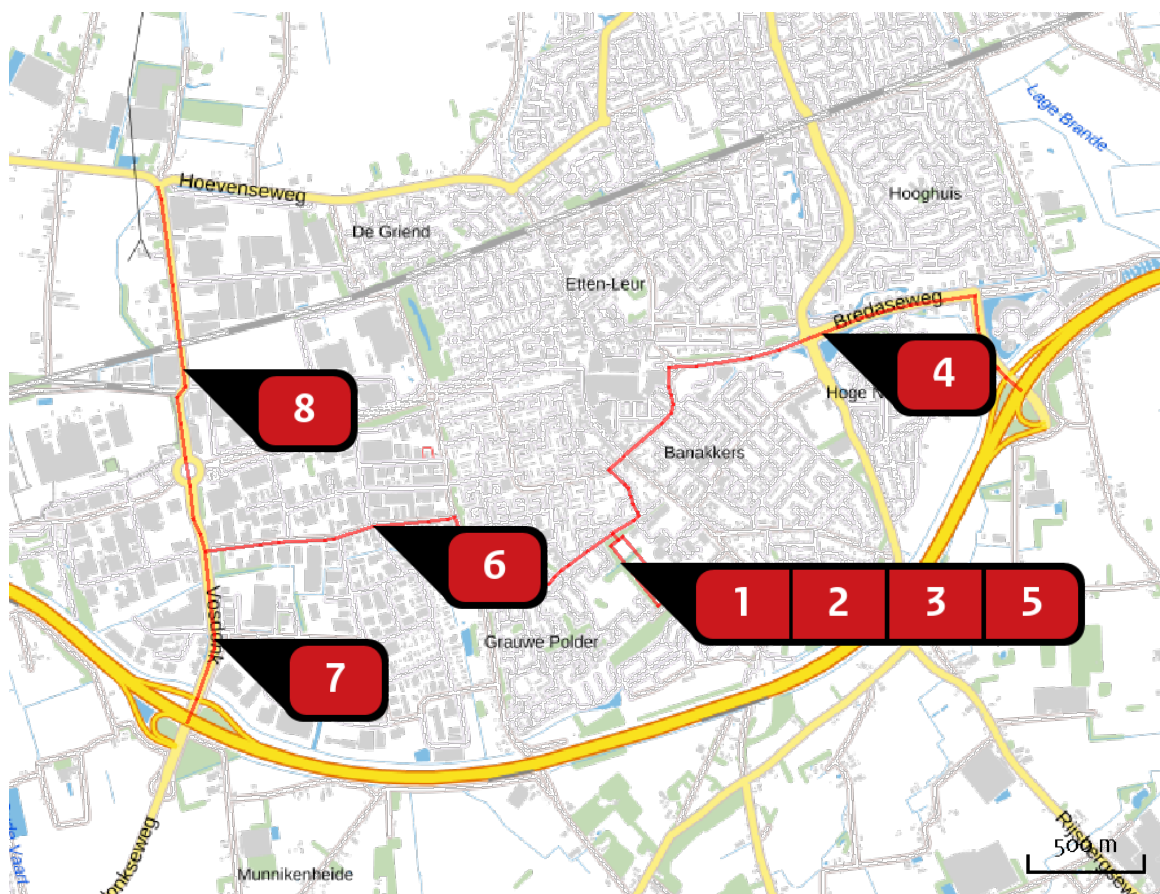 Lage Brande
Hoevenseweg
Hooghuis
De Griend
Etten-Leur
Bredaseweg
4
8
Banakkers
6
1 2 3 5
Vosdonk
Grauwe Polder
7
500 m
Munnikenheide